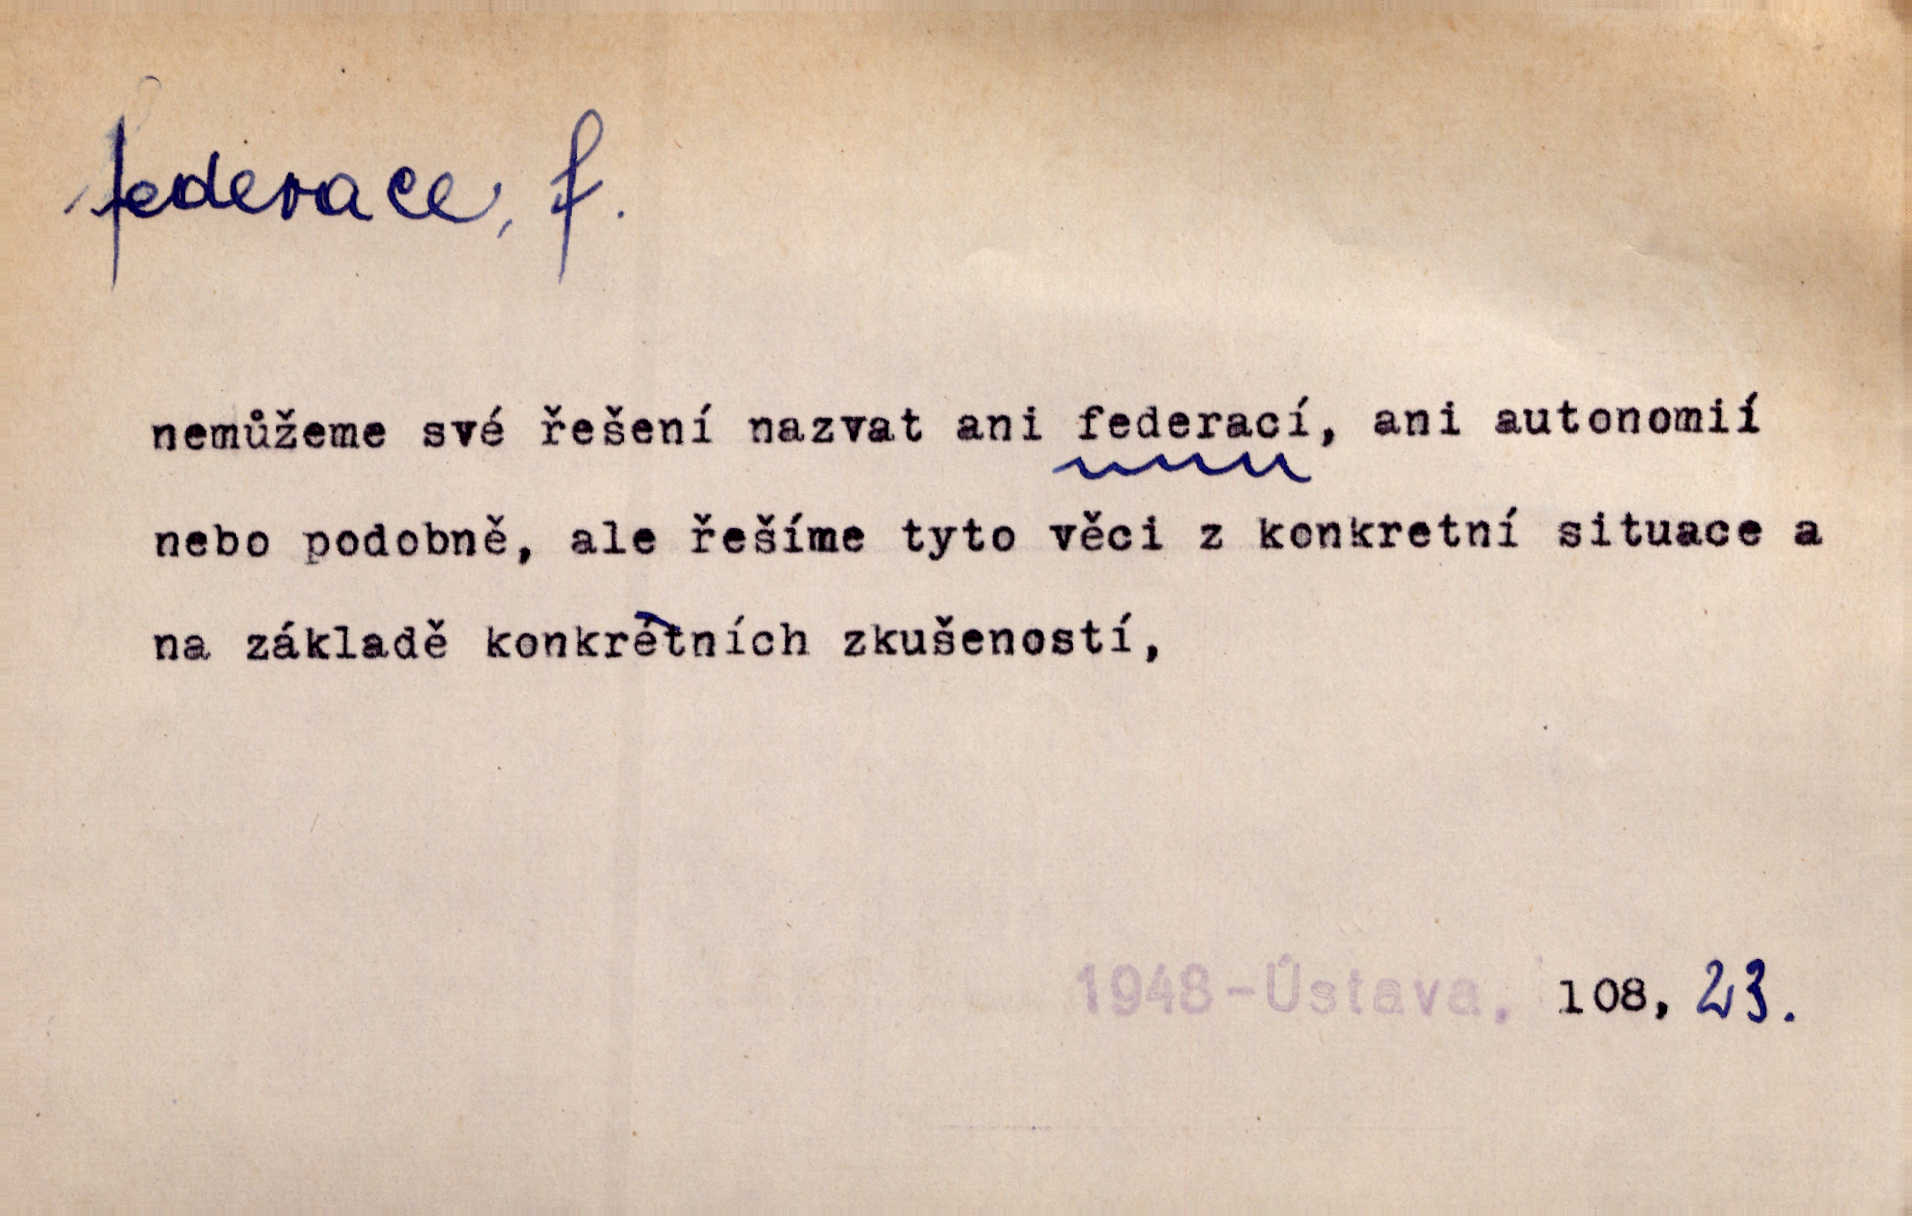 federace, f.
nemůžeme své řešení nazvat ani federací, ani autonomií
nebo podobně, ale řešíme tyto věci z konkretní situace a
na základě konkrétních zkušeností,
1948-Ústava, 108, 23.